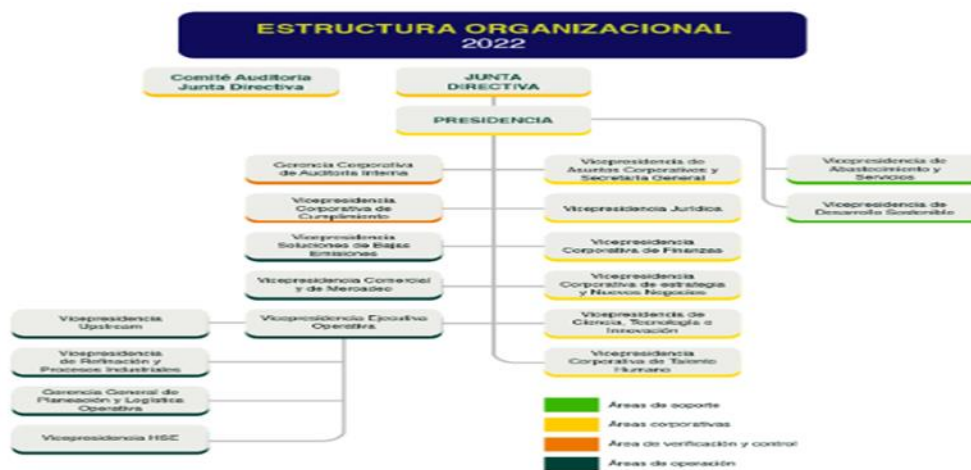 ESTRUCTURA ORGANIZACIONAL
2022
Comité Auditoria
Junta Directiva
JUNTA
DIRECTIVA
PRESIDENCIA
Gerencia Corporativa
de Auditoria Interna
Vicepresidencia de
Asuntos Corporativos y
Secretaría General
Vicepresidencia de
Abastecimiento y
Servicios
Vicepresidencia
Corporativa de
Cumplimiento
Vicepresidencia Jurídica
Vicepresidencia de
Desarrollo Sostenible
Vicepresidencia
Soluciones de Bajas
Emisiones
Vicepresidencia
Corporativa de Finanzas
Vicepresidencia Comercial
y de Mercadeo
Vicepresidencia
Corporativa de estrategia
y Nuevos Negocios
Vicepresidencia
Upstream
Vicepresidencia Ejecutiva
Operativa
Vicepresidencia de
Ciencia, Tecnología e
Innovación
Vicepresidencia
de Refinación y
Procesos Industriales
Vicepresidencia
Corporativa de Talento
Humano
Gerencia General de
Planeación y Logística
Operativa
Vicepresidencia HSE
Áreas de soporte
Áreas corporativas
Área de verificación y control
Áreas de operación